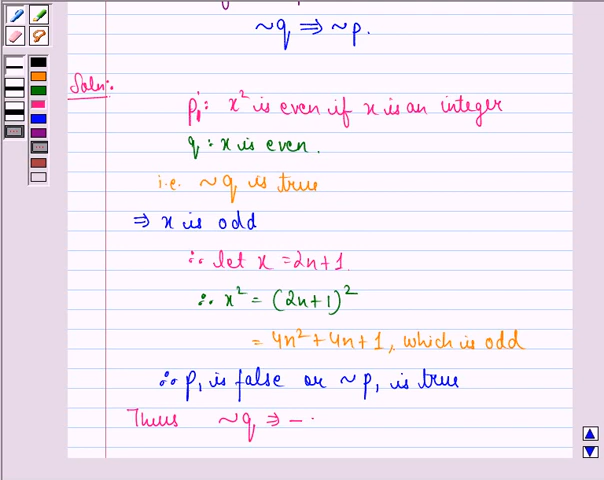 ~q ⇒ ~p.
Soln:
p₁: x² is even if x is an integer
q : x is even.
i.e. ~q is true
⇒ x is odd
∴ let x = 2n+1.
∴ x² = (2n+1)²
= 4n² + 4n + 1, which is odd
∴ p₁ is false or ~p₁ is true
Thus ~q ⇒ -.